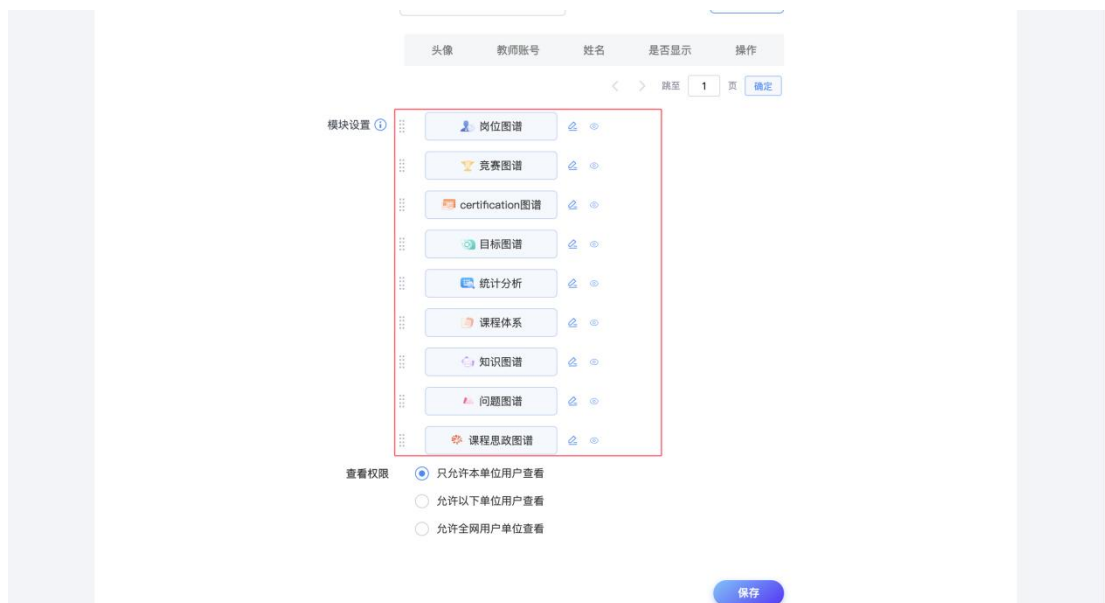 头像 教师账号 姓名 是否显示 操作
跳至 1 页 确定
模块设置 岗位图谱
竞赛图谱
certification图谱
目标图谱
统计分析
课程体系
知识图谱
问题图谱
课程思政图谱
查看权限 只允许本单位用户查看
允许以下单位用户查看
允许全网用户单位查看
保存